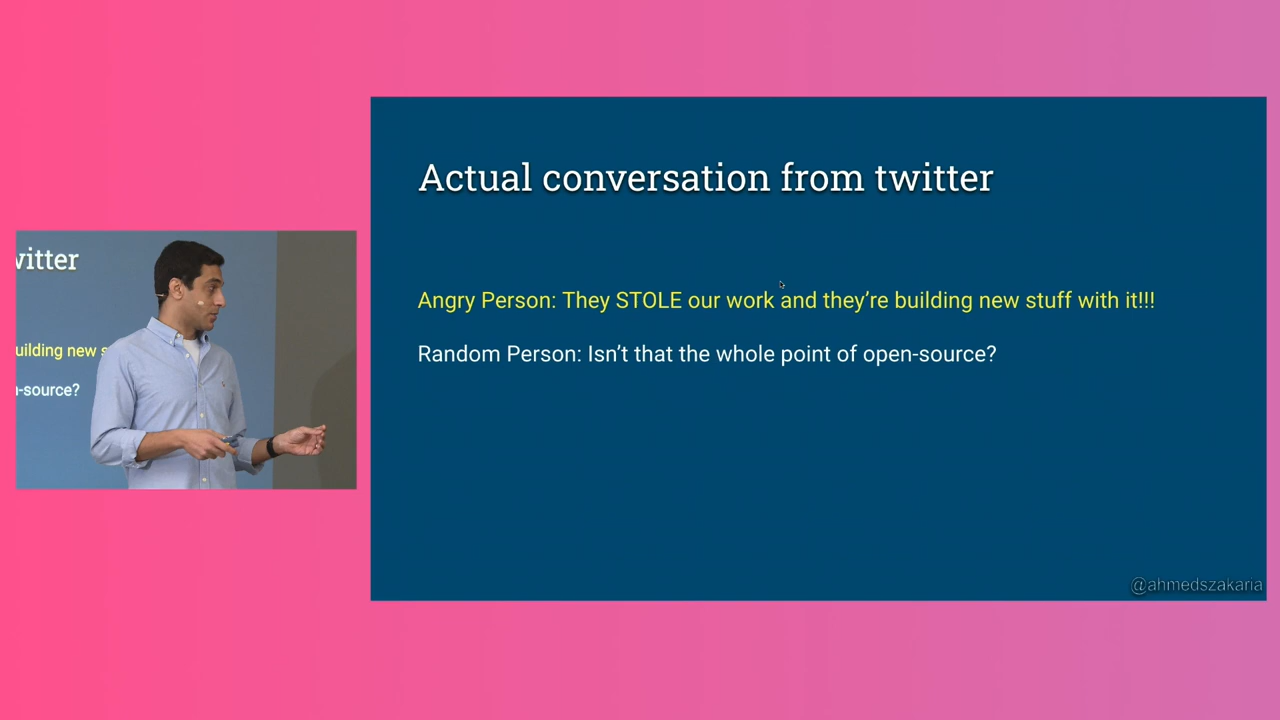 Actual conversation from twitter
Angry Person: They STOLE our work and they’re building new stuff with it!!!
Random Person: Isn’t that the whole point of open-source?
@ahmedszakaria
witter
uilding new s
n-source?